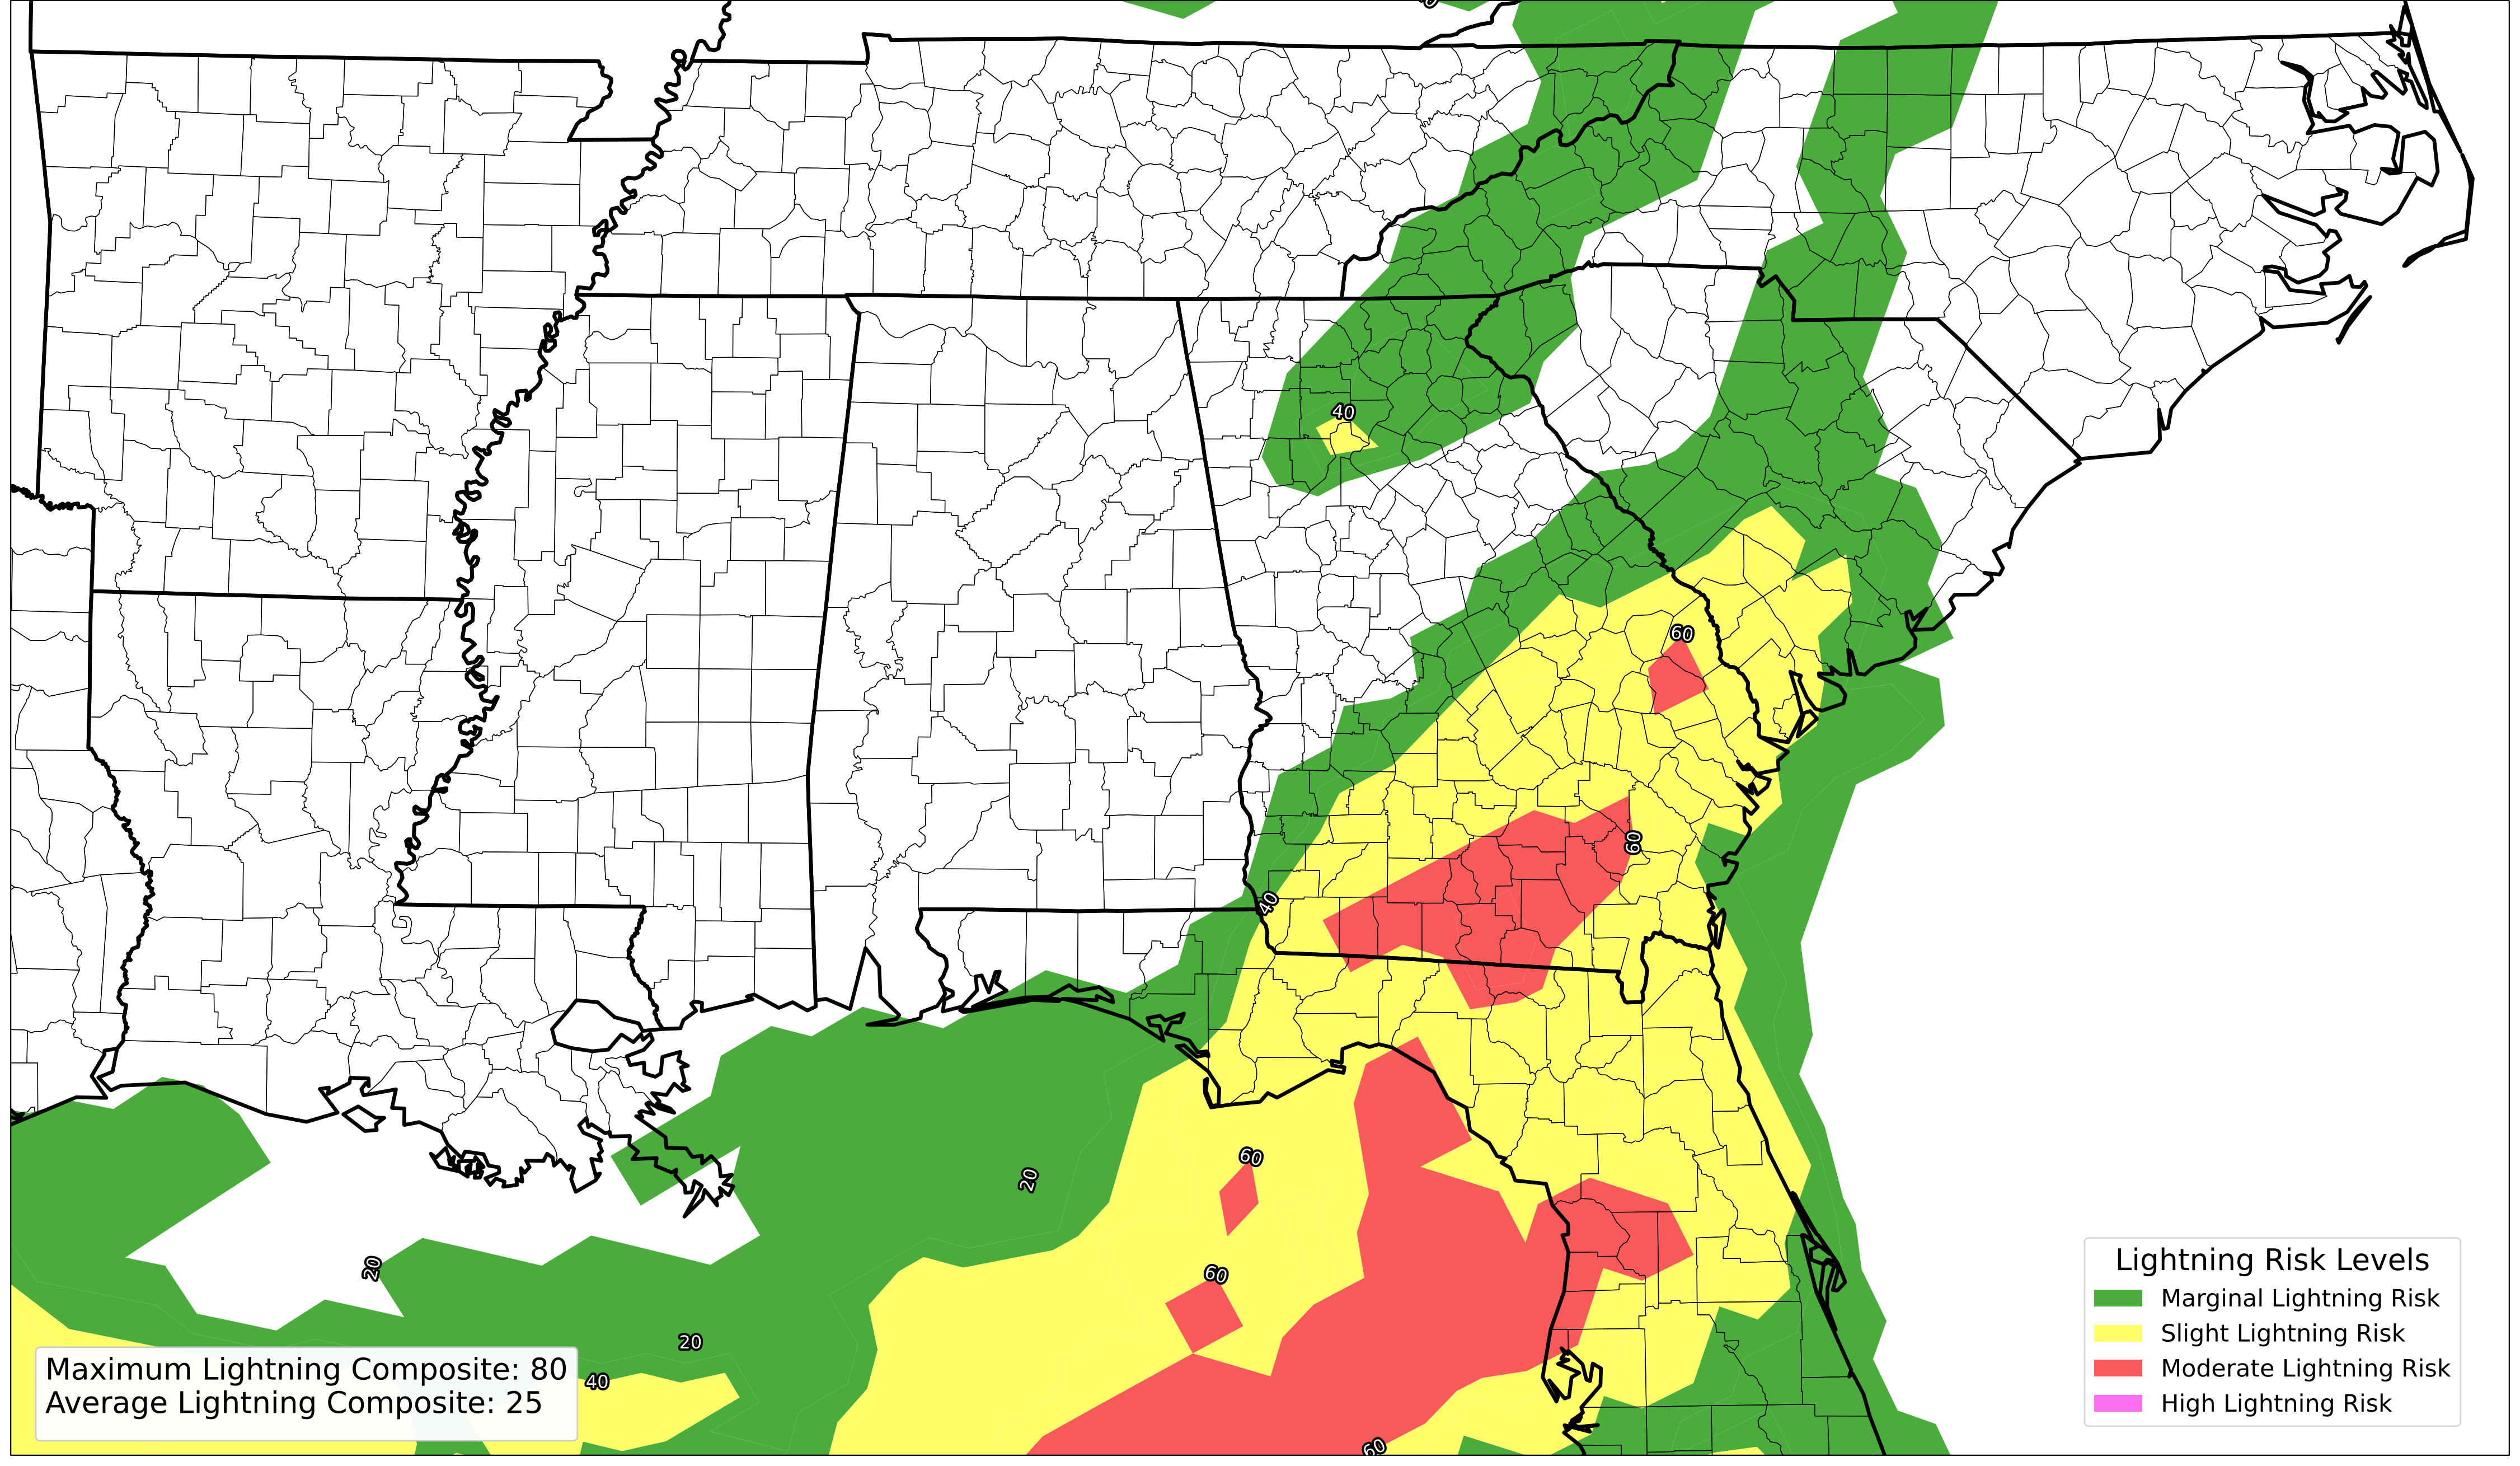 40
60
60
40
60
20
60
20
20
40
60
Maximum Lightning Composite: 80
Average Lightning Composite: 25
Lightning Risk Levels
Marginal Lightning Risk
Slight Lightning Risk
Moderate Lightning Risk
High Lightning Risk